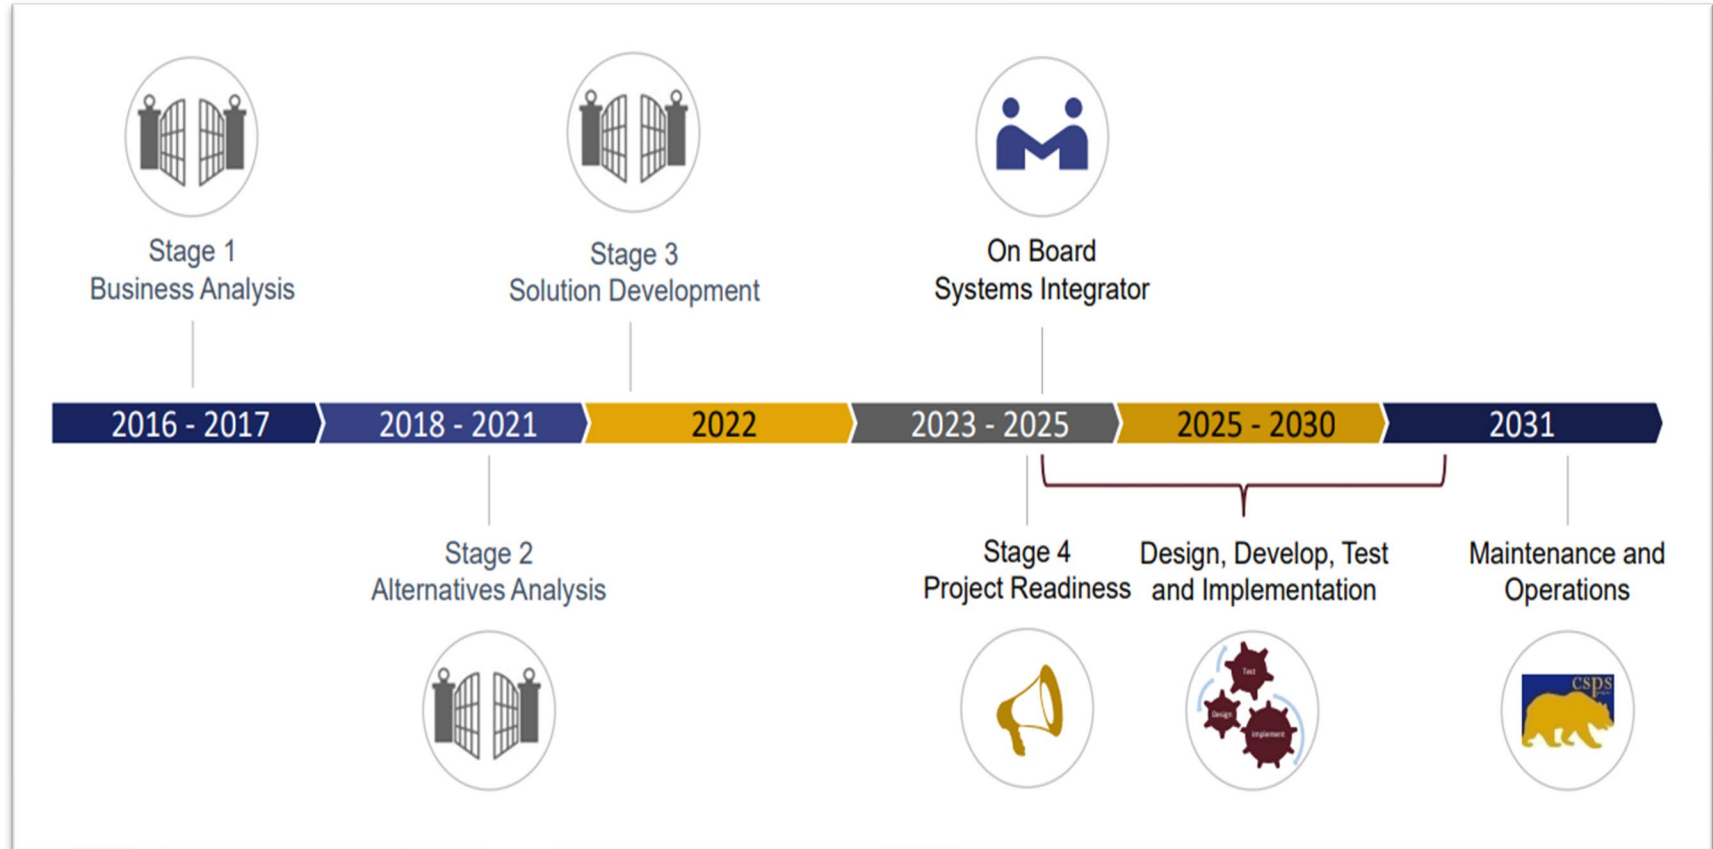 Stage 1
Business Analysis
Stage 3
Solution Development
On Board
Systems Integrator
2016 - 2017
2018 - 2021
2022
2023 - 2025
2025 - 2030
2031
Stage 2
Alternatives Analysis
Stage 4
Project Readiness
Design, Develop, Test
and Implementation
Maintenance and
Operations
Test
Design
Implement
csps